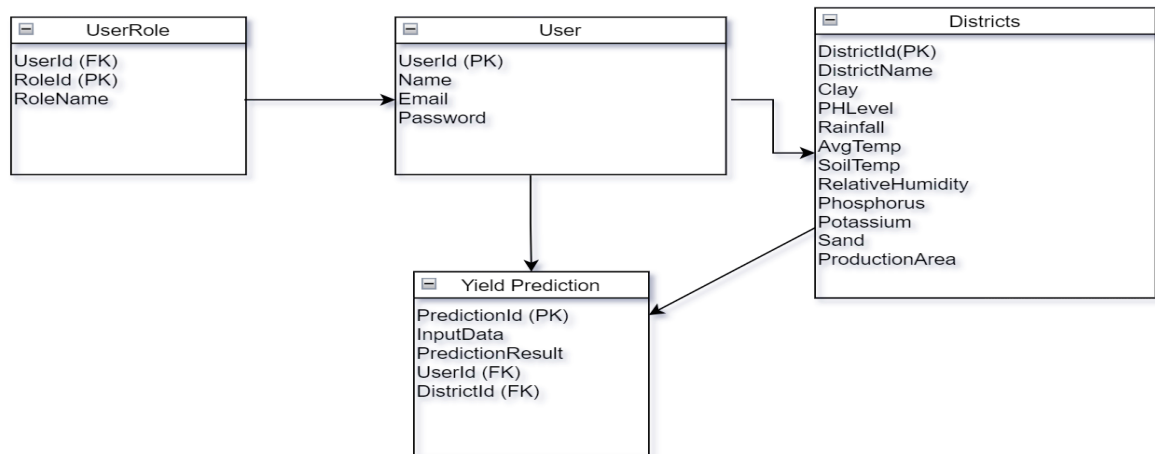 UserRole
UserId (FK)
RoleId (PK)
RoleName
User
UserId (PK)
Name
Email
Password
Districts
DistrictId(PK)
DistrictName
Clay
PHLevel
Rainfall
AvgTemp
SoilTemp
RelativeHumidity
Phosphorus
Potassium
Sand
ProductionArea
Yield Prediction
PredictionId (PK)
InputData
PredictionResult
UserId (FK)
DistrictId (FK)